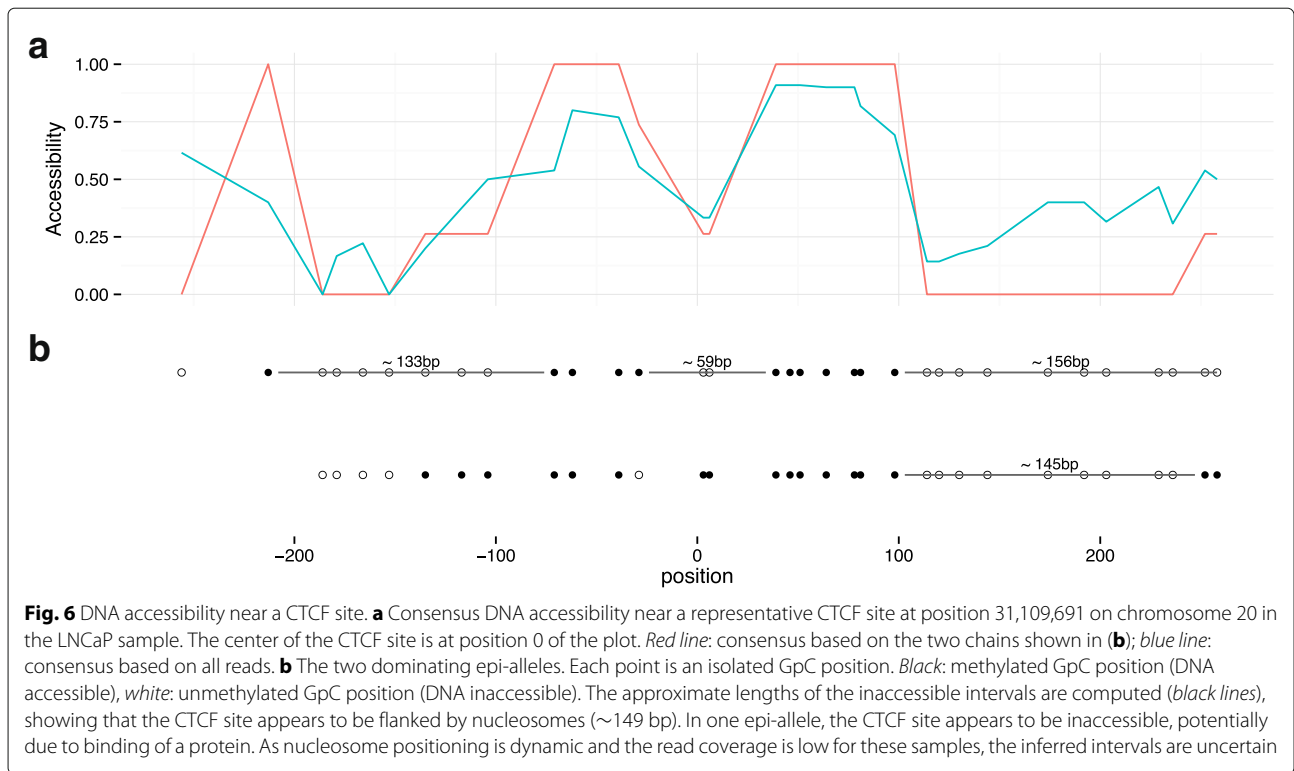 a
1.00
0.75
0.50
0.25
0.00
Accessibility
b
~ 133bp
~ 59bp
~ 156bp
~ 145bp
−200
−100
0
100
200
position
Fig. 6 DNA accessibility near a CTCF site. a Consensus DNA accessibility near a representative CTCF site at position 31,109,691 on chromosome 20 in
the LNCaP sample. The center of the CTCF site is at position 0 of the plot. Red line: consensus based on the two chains shown in (b); blue line:
consensus based on all reads. b The two dominating epi-alleles. Each point is an isolated GpC position. Black: methylated GpC position (DNA
accessible), white: unmethylated GpC position (DNA inaccessible). The approximate lengths of the inaccessible intervals are computed (black lines),
showing that the CTCF site appears to be flanked by nucleosomes (∼149 bp). In one epi-allele, the CTCF site appears to be inaccessible, potentially
due to binding of a protein. As nucleosome positioning is dynamic and the read coverage is low for these samples, the inferred intervals are uncertain